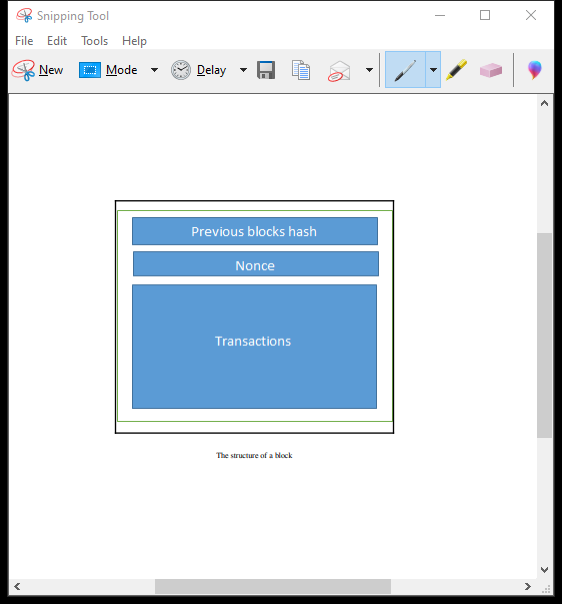 Snipping Tool
File Edit Tools Help
New Mode Delay
Previous blocks hash
Nonce
Transactions
The structure of a block